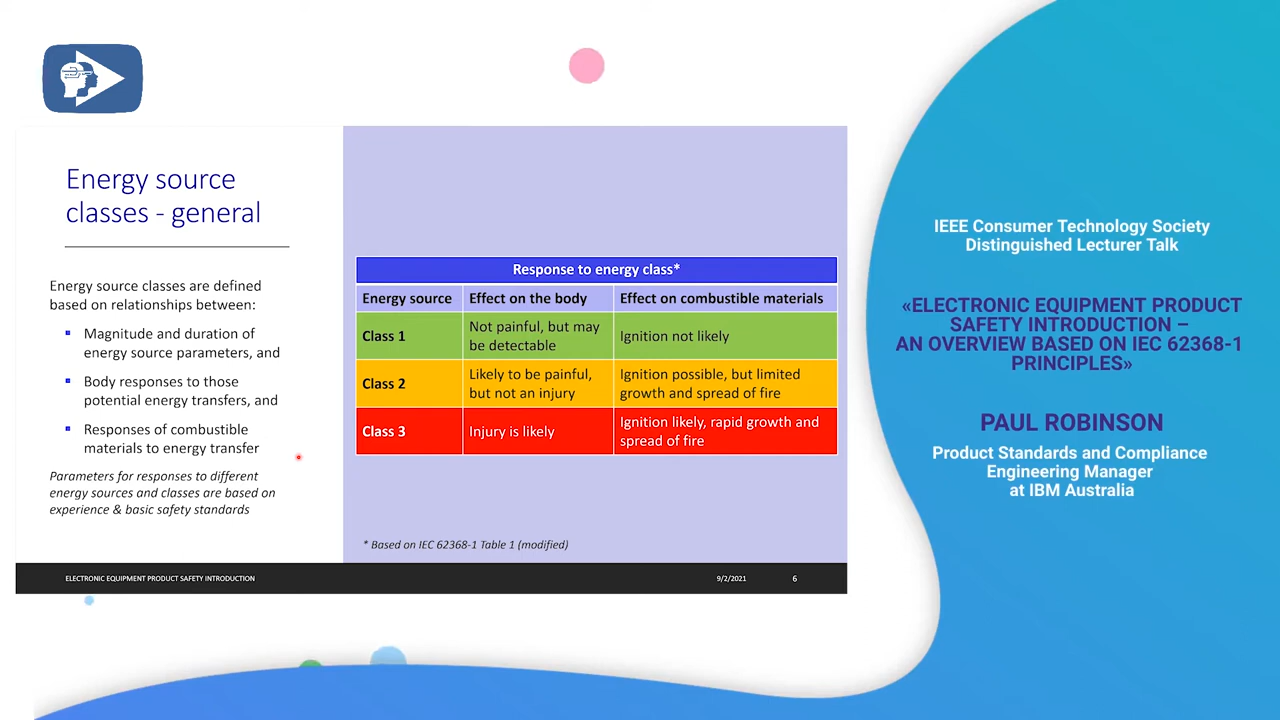 Energy source
classes - general
Energy source classes are defined
based on relationships between:
Magnitude and duration of
energy source parameters, and
Body responses to those
potential energy transfers, and
Responses of combustible
materials to energy transfer
Parameters for responses to different
energy sources and classes are based on
experience & basic safety standards
Response to energy class*
Energy source Effect on the body Effect on combustible materials
Class 1 Not painful, but may be detectable Ignition not likely
Class 2 Likely to be painful, but not an injury Ignition possible, but limited growth and spread of fire
Class 3 Injury is likely Ignition likely, rapid growth and spread of fire
* Based on IEC 62368-1 Table 1 (modified)
ELECTRONIC EQUIPMENT PRODUCT SAFETY INTRODUCTION 9/2/2021 6
IEEE Consumer Technology Society
Distinguished Lecturer Talk
«ELECTRONIC EQUIPMENT PRODUCT
SAFETY INTRODUCTION –
AN OVERVIEW BASED ON IEC 62368-1
PRINCIPLES»
PAUL ROBINSON
Product Standards and Compliance
Engineering Manager
at IBM Australia